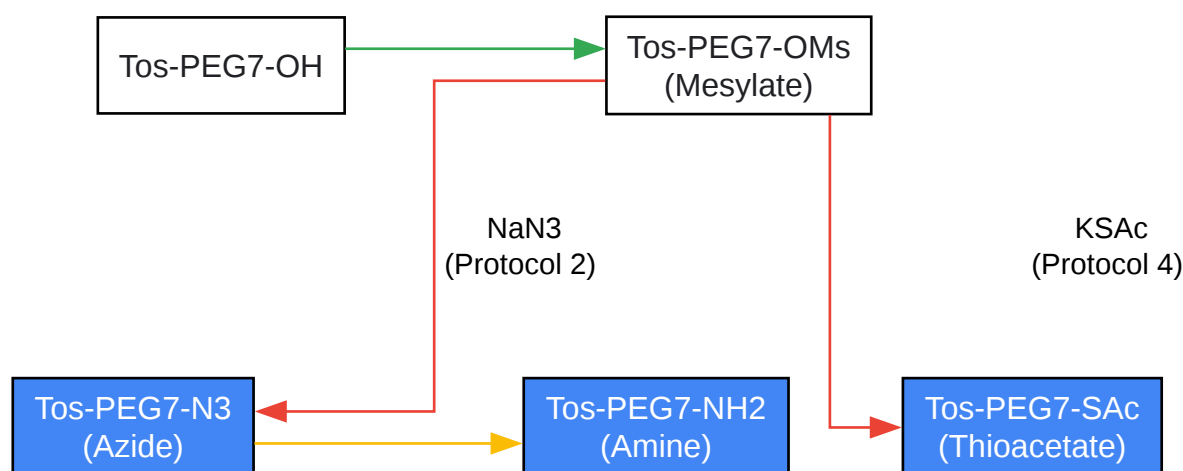 Tos-PEG7-OH
Tos-PEG7-OMs
(Mesylate)
NaN3
(Protocol 2)
KSAc
(Protocol 4)
Tos-PEG7-N3
(Azide)
Tos-PEG7-NH2
(Amine)
Tos-PEG7-SAc
(Thioacetate)